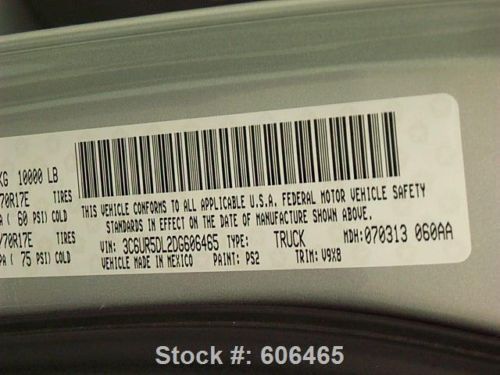 KG 10000 LB
70R17E TIRES
PA ( 60 PSI) COLD
/70R17E TIRES
PA ( 75 PSI) COLD
THIS VEHICLE CONFORMS TO ALL APPLICABLE U.S.A. FEDERAL MOTOR VEHICLE SAFETY
STANDARDS IN EFFECT ON THE DATE OF MANUFACTURE SHOWN ABOVE.
VIN: 3C6UR5DL2DG606465 TYPE: TRUCK MDH: 070313 060AA
VEHICLE MADE IN MEXICO PAINT: PS2 TRIM: V9X8
Stock #: 606465